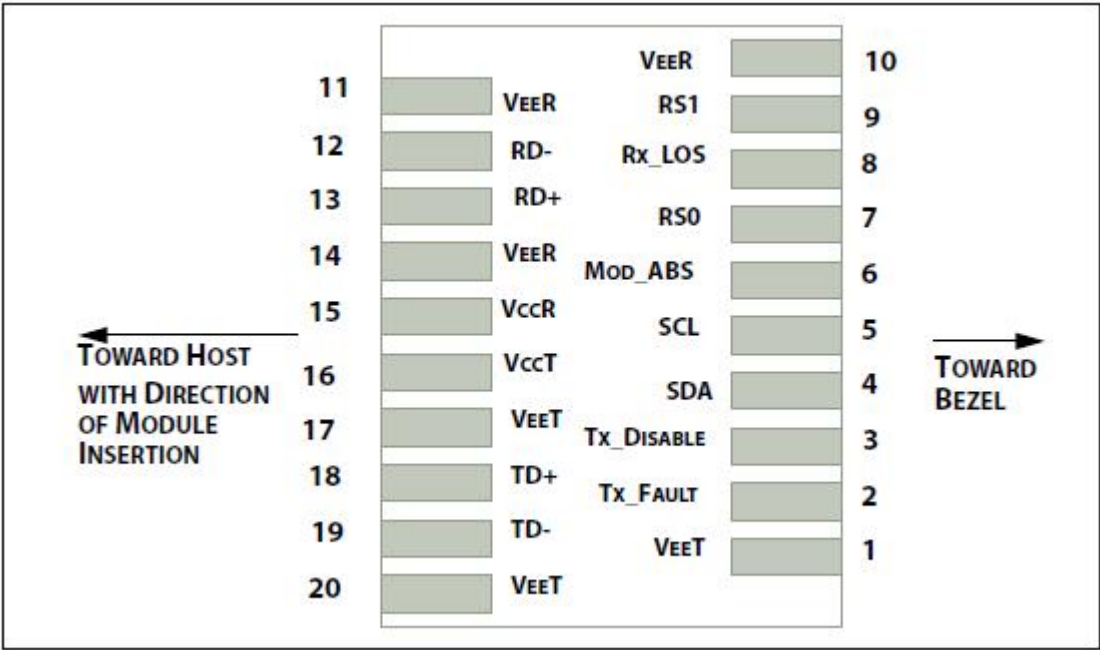 11 VEER
12 RD-
13 RD+
14 VEER
15 VCCR
16 VCCT
17 VEET
18 TD+
19 TD-
20 VEET
VEER 10
RS1 9
RX_LOS 8
RS0 7
MOD_ABS 6
SCL 5
SDA 4
TX_DISABLE 3
TX_FAULT 2
VEET 1
TOWARD HOST
WITH DIRECTION
OF MODULE
INSERTION
TOWARD
BEZEL